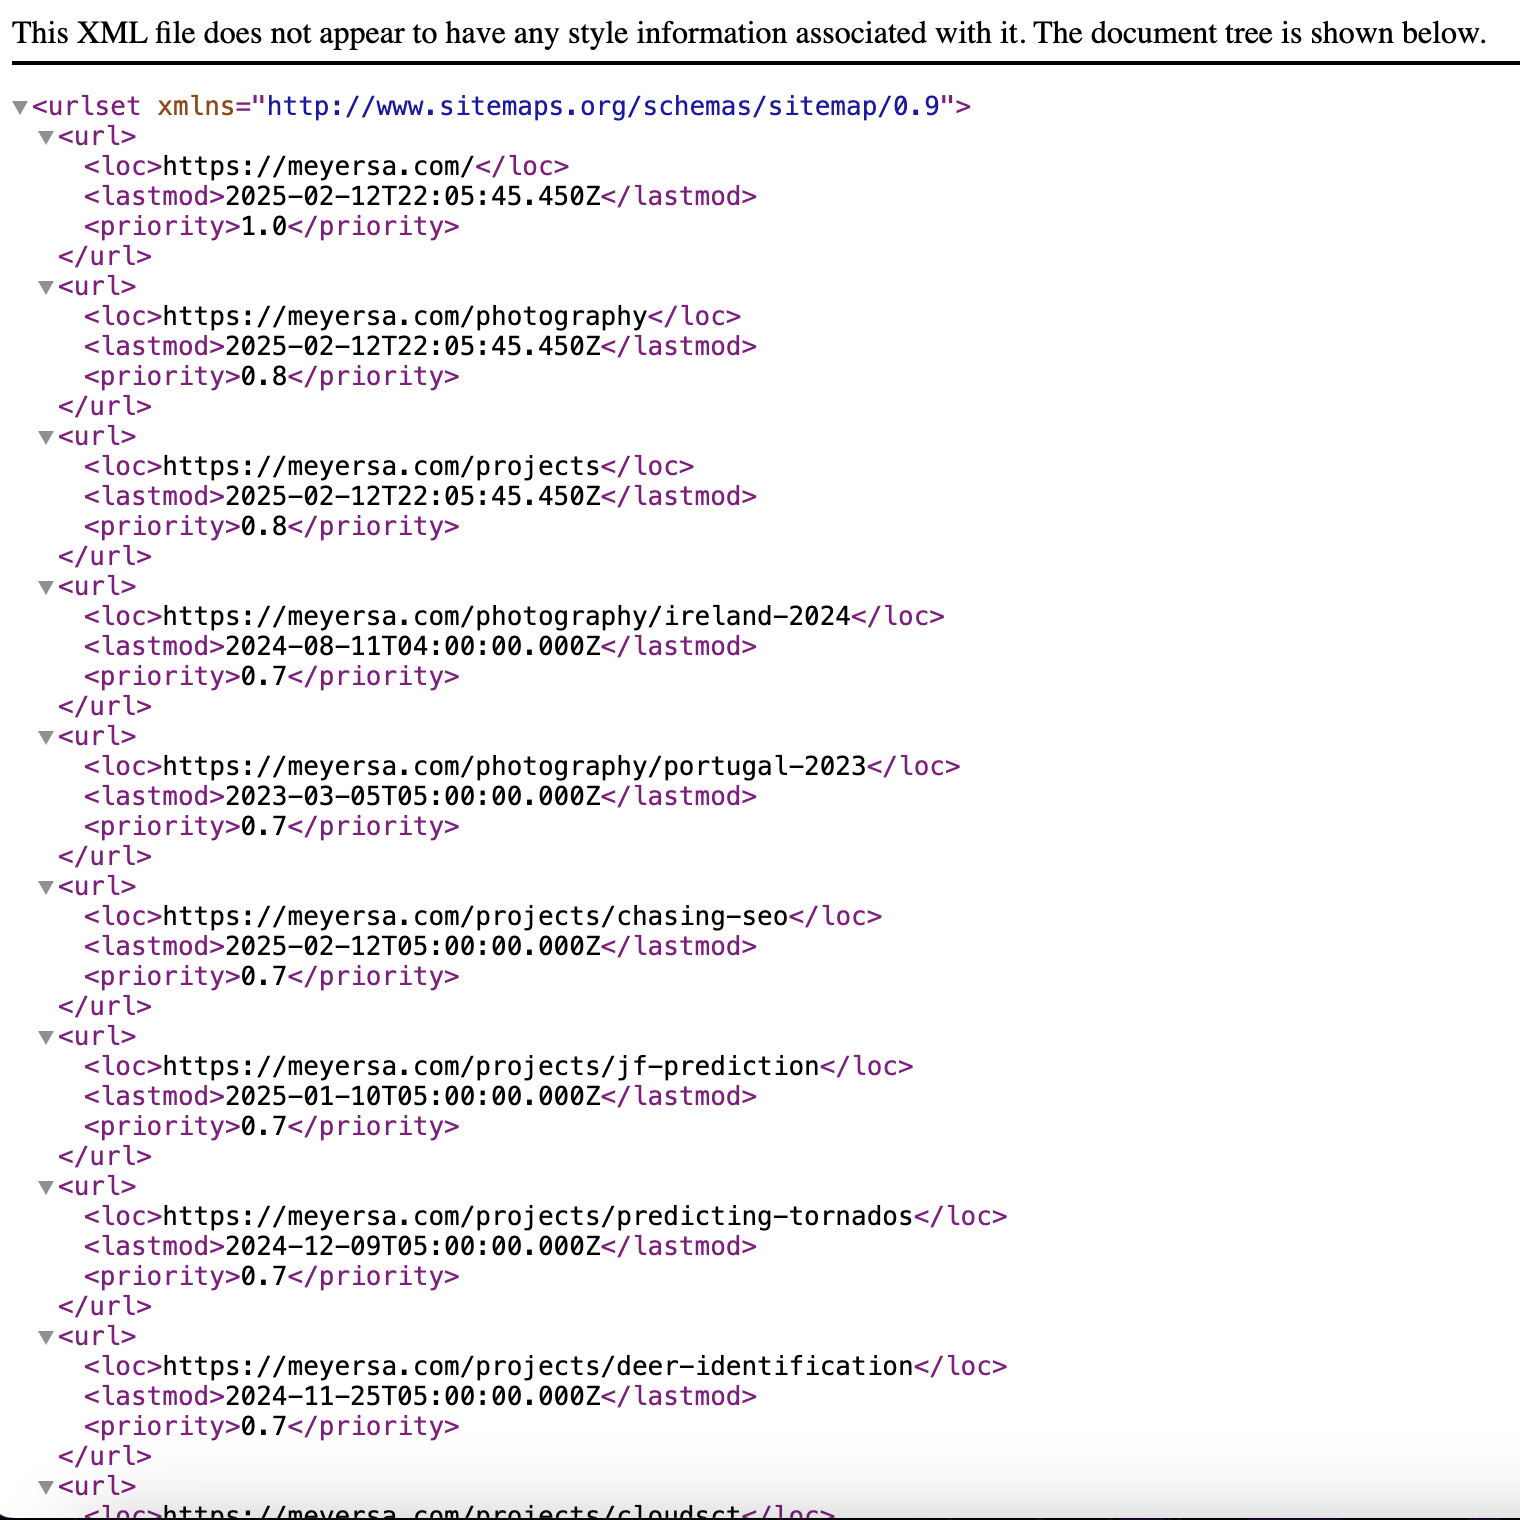 This XML file does not appear to have any style information associated with it. The document tree is shown below.
<urlset xmlns="http://www.sitemaps.org/schemas/sitemap/0.9">
<url>
<loc>https://meyersa.com/</loc>
<lastmod>2025-02-12T22:05:45.450Z</lastmod>
<priority>1.0</priority>
</url>
<url>
<loc>https://meyersa.com/photography</loc>
<lastmod>2025-02-12T22:05:45.450Z</lastmod>
<priority>0.8</priority>
</url>
<url>
<loc>https://meyersa.com/projects</loc>
<lastmod>2025-02-12T22:05:45.450Z</lastmod>
<priority>0.8</priority>
</url>
<url>
<loc>https://meyersa.com/photography/ireland-2024</loc>
<lastmod>2024-08-11T04:00:00.000Z</lastmod>
<priority>0.7</priority>
</url>
<url>
<loc>https://meyersa.com/photography/portugal-2023</loc>
<lastmod>2023-03-05T05:00:00.000Z</lastmod>
<priority>0.7</priority>
</url>
<url>
<loc>https://meyersa.com/projects/chasing-seo</loc>
<lastmod>2025-02-12T05:00:00.000Z</lastmod>
<priority>0.7</priority>
</url>
<url>
<loc>https://meyersa.com/projects/jf-prediction</loc>
<lastmod>2025-01-10T05:00:00.000Z</lastmod>
<priority>0.7</priority>
</url>
<url>
<loc>https://meyersa.com/projects/predicting-tornados</loc>
<lastmod>2024-12-09T05:00:00.000Z</lastmod>
<priority>0.7</priority>
</url>
<url>
<loc>https://meyersa.com/projects/deer-identification</loc>
<lastmod>2024-11-25T05:00:00.000Z</lastmod>
<priority>0.7</priority>
</url>
<url>
<loc>https://meyersa.com/projects/cloudsct</loc>